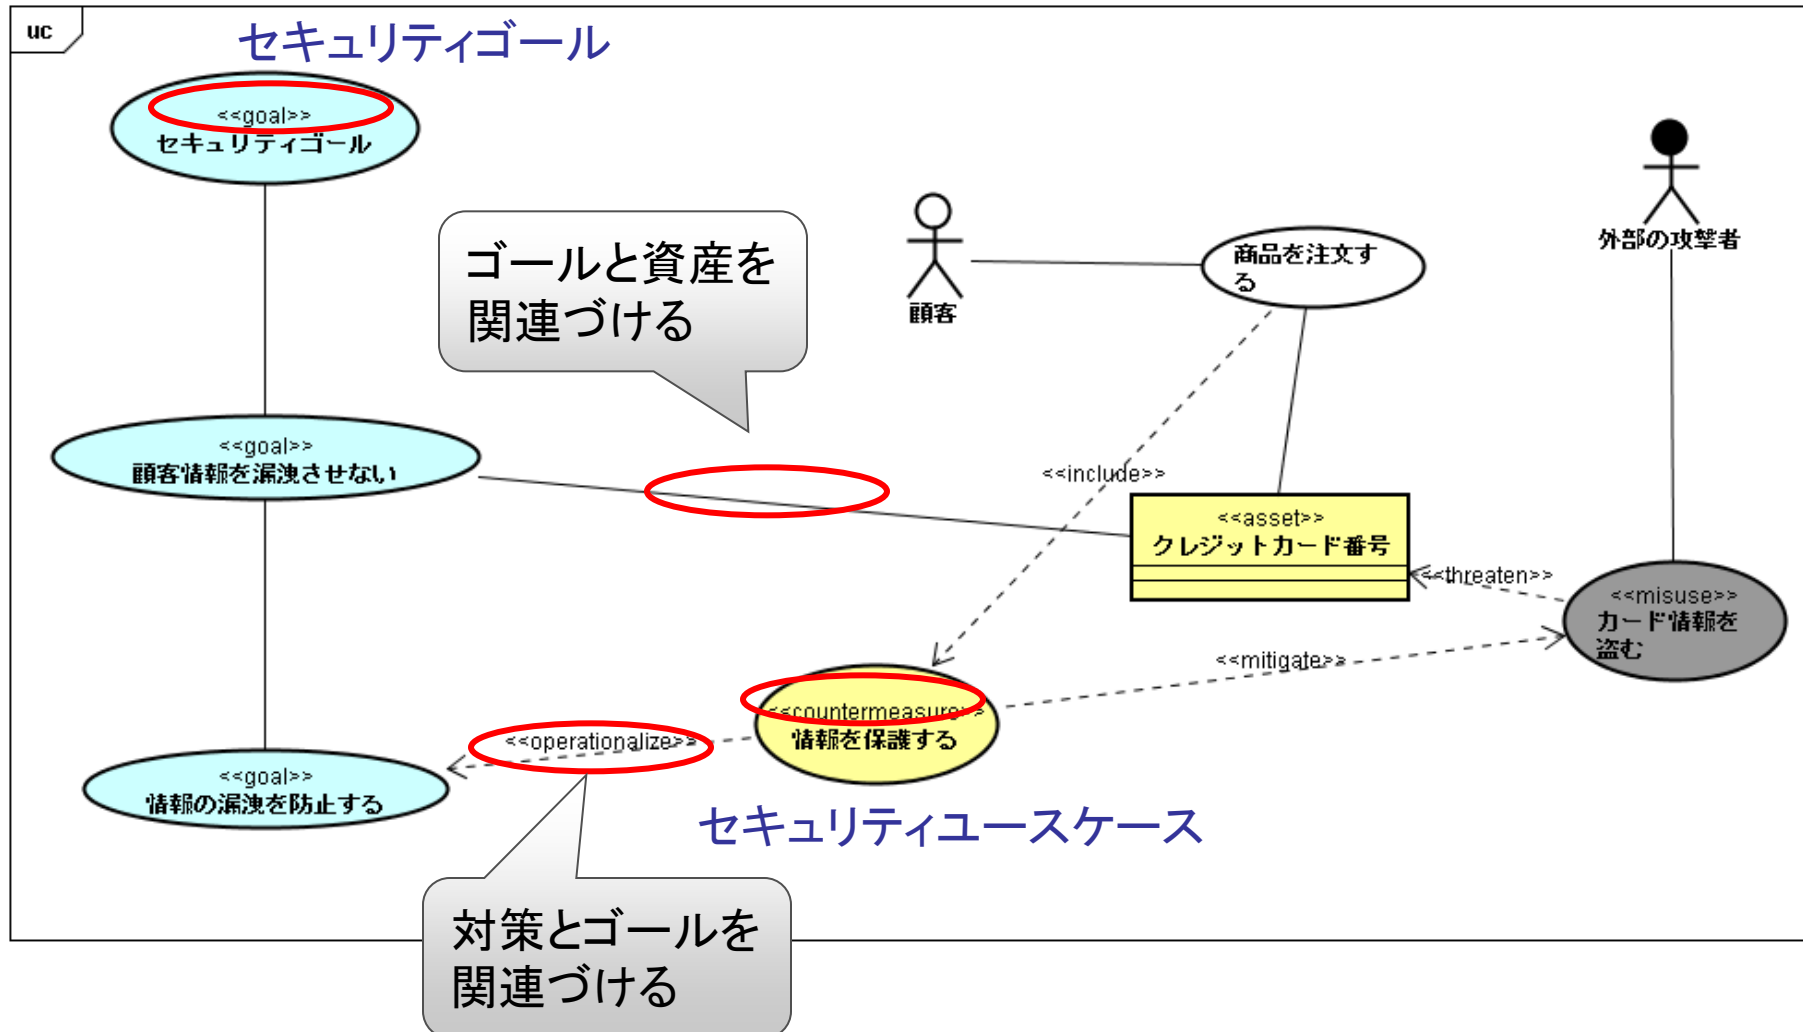 uc
セキュリティゴール
<<goal>>
セキュリティゴール
ゴールと資産を
関連づける
顧客
商品を注文す
る
外部の攻撃者
<<goal>>
顧客情報を漏洩させない
<<include>>
<<asset>>
クレジットカード番号
<<threaten>>
<<misuse>>
カード情報を
盗む
<<mitigate>>
<<countermeasure>>
情報を保護する
<<operationalize>>
<<goal>>
情報の漏洩を防止する
セキュリティユースケース
対策とゴールを
関連づける